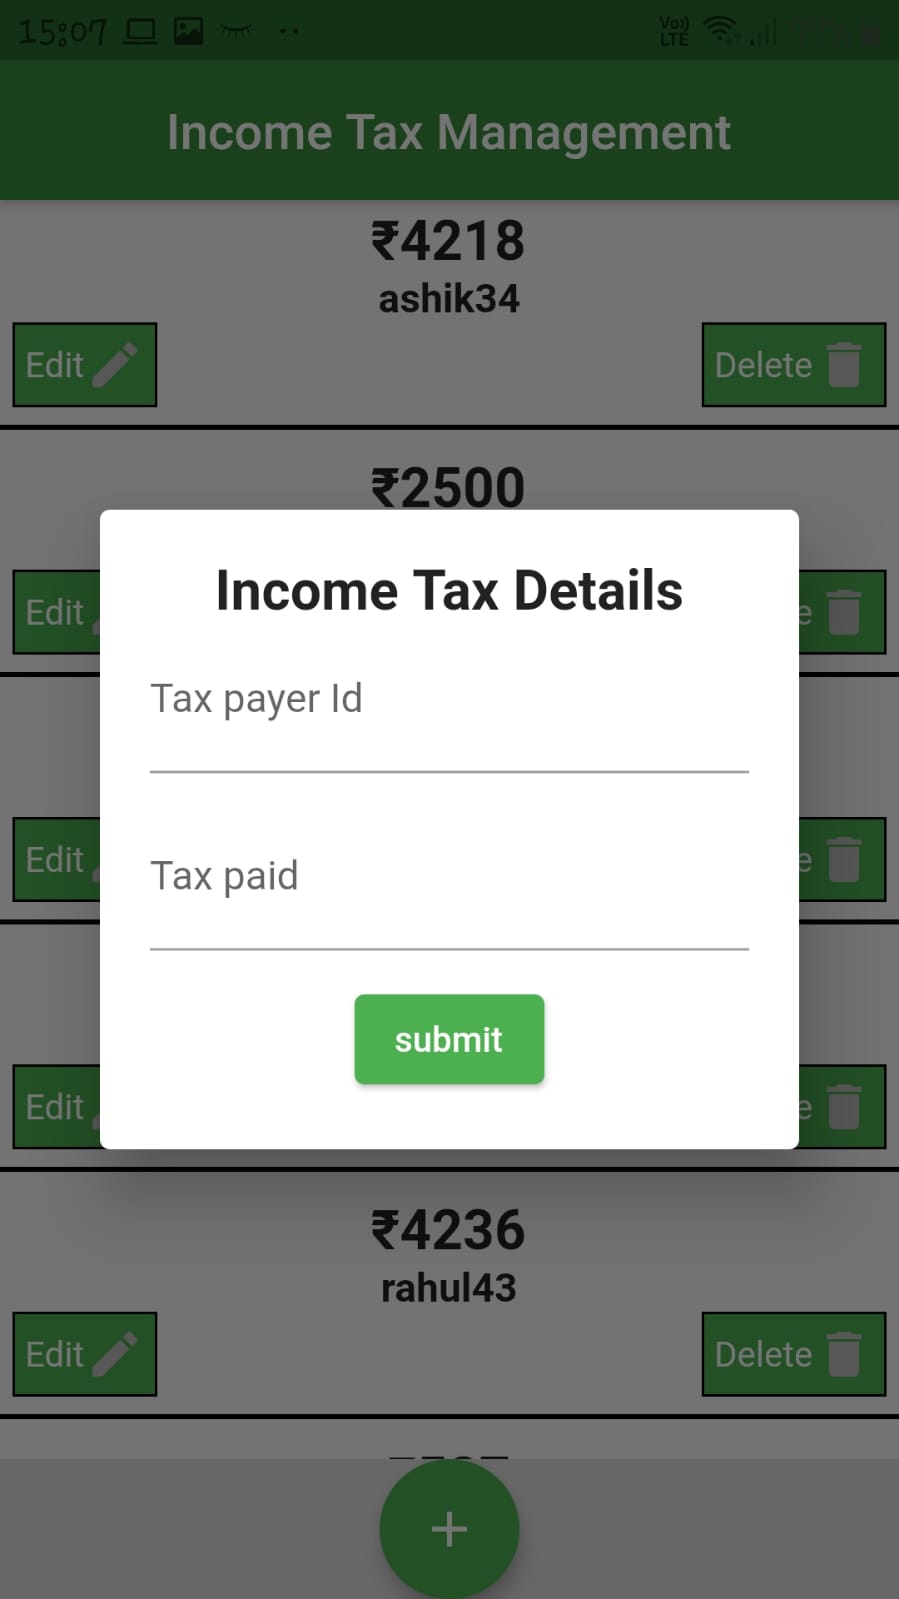 15:07
Vo)) LTE
Income Tax Management
₹4218
ashik34
Edit
Delete
₹2500
Edit
e
Income Tax Details
Tax payer Id
Edit
e
Tax paid
submit
Edit
e
₹4236
rahul43
Edit
Delete
+